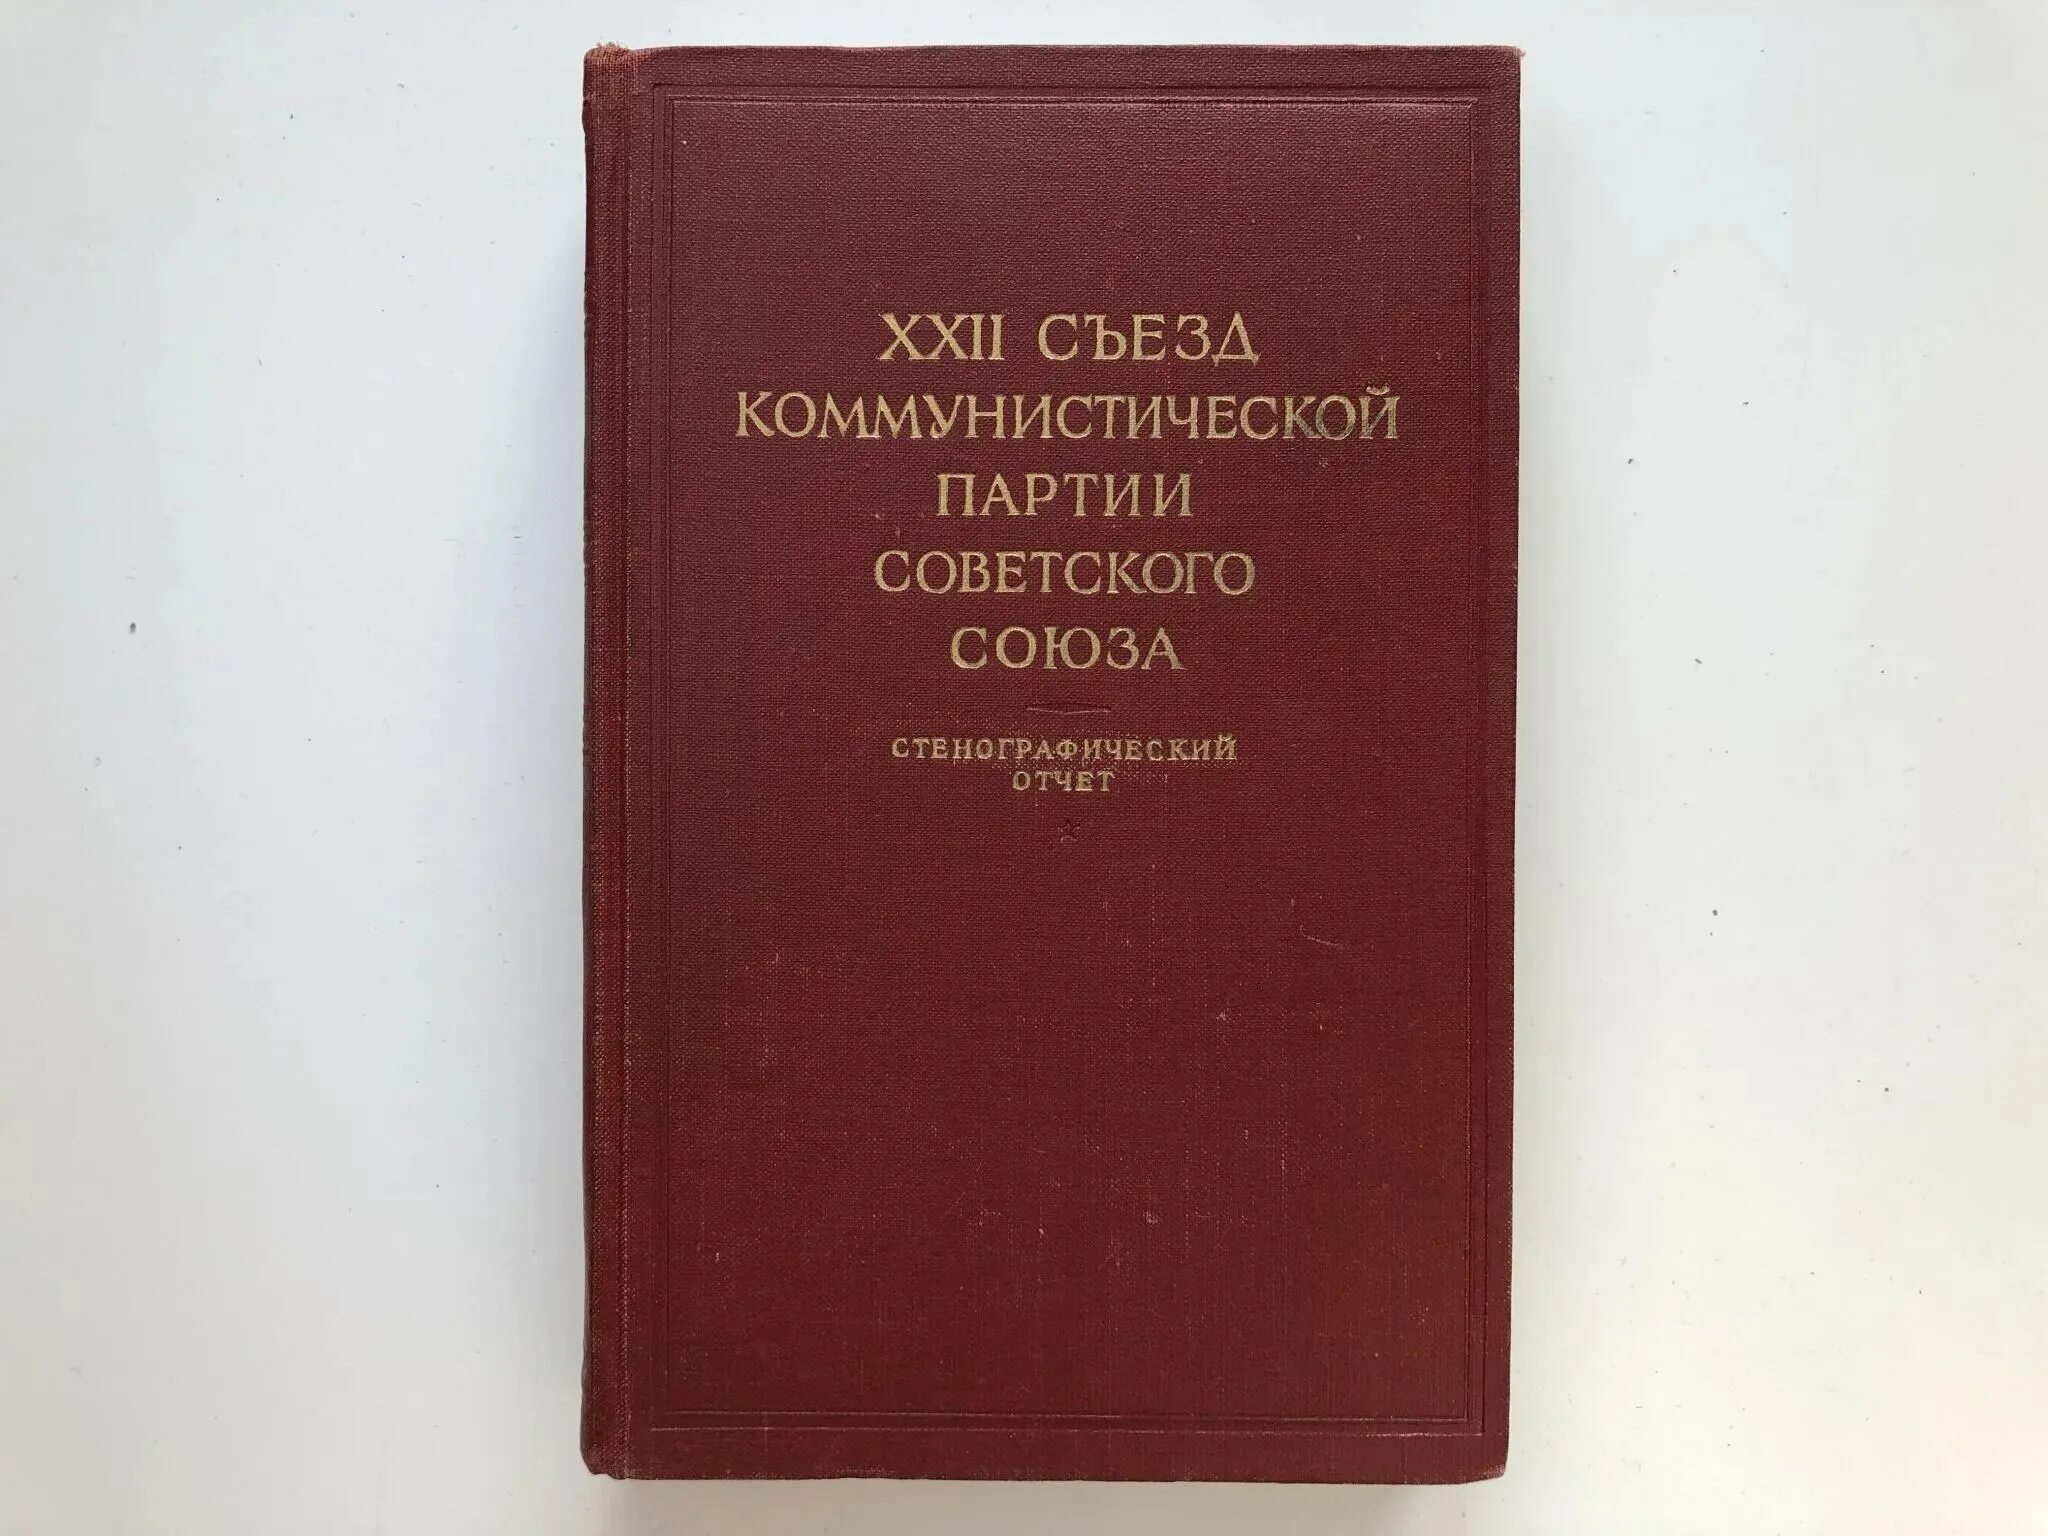 XXII СЪЕЗД
КОММУНИСТИЧЕСКОЙ
ПАРТИИ
СОВЕТСКОГО
СОЮЗА
СТЕНОГРАФИЧЕСКИЙ
ОТЧЕТ